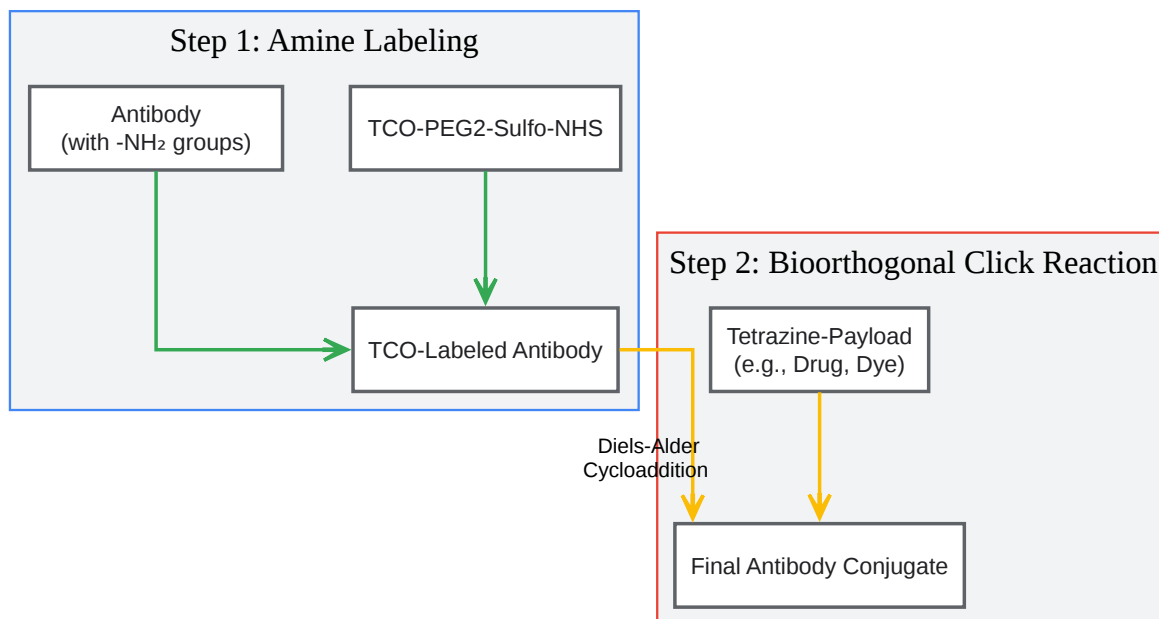 Step 1: Amine Labeling
Antibody
(with -NH₂ groups)
TCO-PEG2-Sulfo-NHS
TCO-Labeled Antibody
Step 2: Bioorthogonal Click Reaction
Tetrazine-Payload
(e.g., Drug, Dye)
Diels-Alder
Cycloaddition
Final Antibody Conjugate